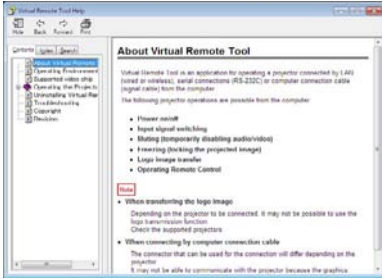 Virtual Remote Tool Help
Hide Back Forward Print
Contents Index Search
About Virtual Remote
Operating Environment
Supported video chip
Operating the Projecto
Uninstalling Virtual Rer
Troubleshooting
Copyright
Revision
About Virtual Remote Tool
Virtual Remote Tool is an application for operating a projector connected by LAN
(wired or wireless), serial connections (RS-232C) or computer connection cable
(signal cable) from the computer
The following projector operations are possible from the computer
• Power on/off
• Input signal switching
• Muting (temporarily disabling audio/video)
• Freezing (locking the projected image)
• Logo image transfer
• Operating Remote Control
Note
• When transferring the logo image
Depending on the projector to be connected, it may not be possible to use the
logo transmission function
Check the supported projectors
• When connecting by computer connection cable
The connector that can be used for the connection will differ depending on the
projector
It may not be able to communicate with the projector because the graphics